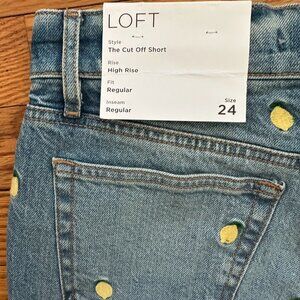 LOFT
Style
The Cut Off Short
Rise
High Rise
Fit
Regular
Inseam
Regular
Size
24